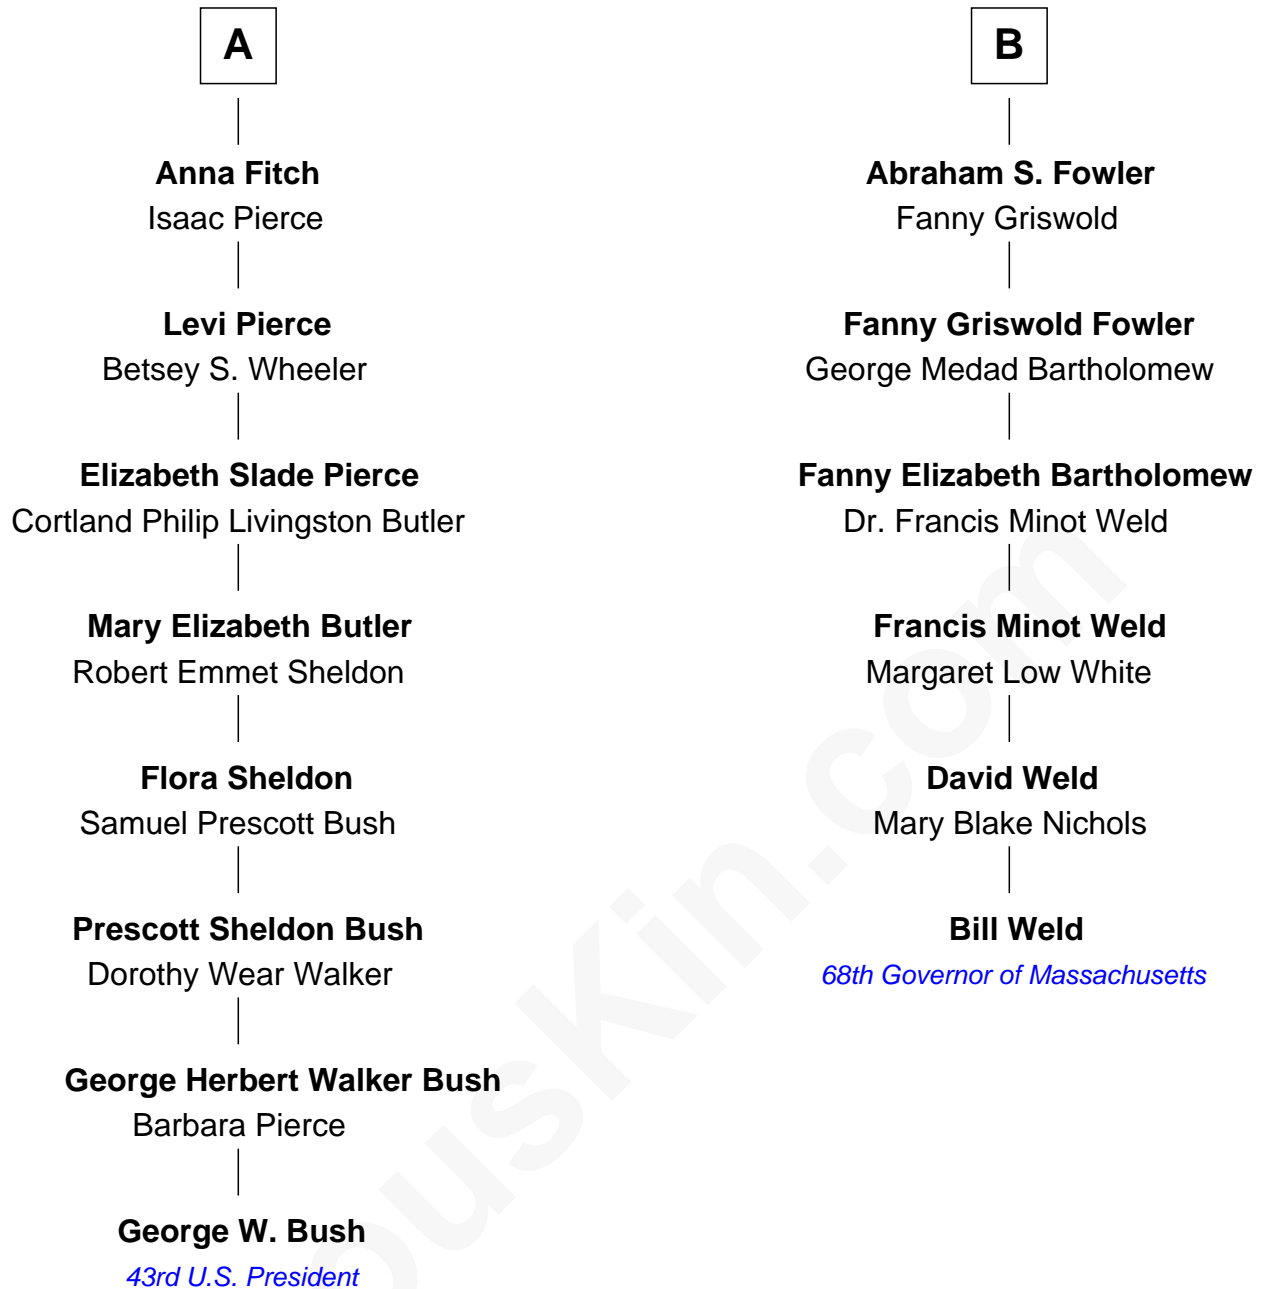 A
Anna Fitch
Isaac Pierce
Levi Pierce
Betsey S. Wheeler
Elizabeth Slade Pierce
Cortland Philip Livingston Butler
Mary Elizabeth Butler
Robert Emmet Sheldon
Flora Sheldon
Samuel Prescott Bush
Prescott Sheldon Bush
Dorothy Wear Walker
George Herbert Walker Bush
Barbara Pierce
George W. Bush
43rd U.S. President
B
Abraham S. Fowler
Fanny Griswold
Fanny Griswold Fowler
George Medad Bartholomew
Fanny Elizabeth Bartholomew
Dr. Francis Minot Weld
Francis Minot Weld
Margaret Low White
David Weld
Mary Blake Nichols
Bill Weld
68th Governor of Massachusetts
ousKin.com